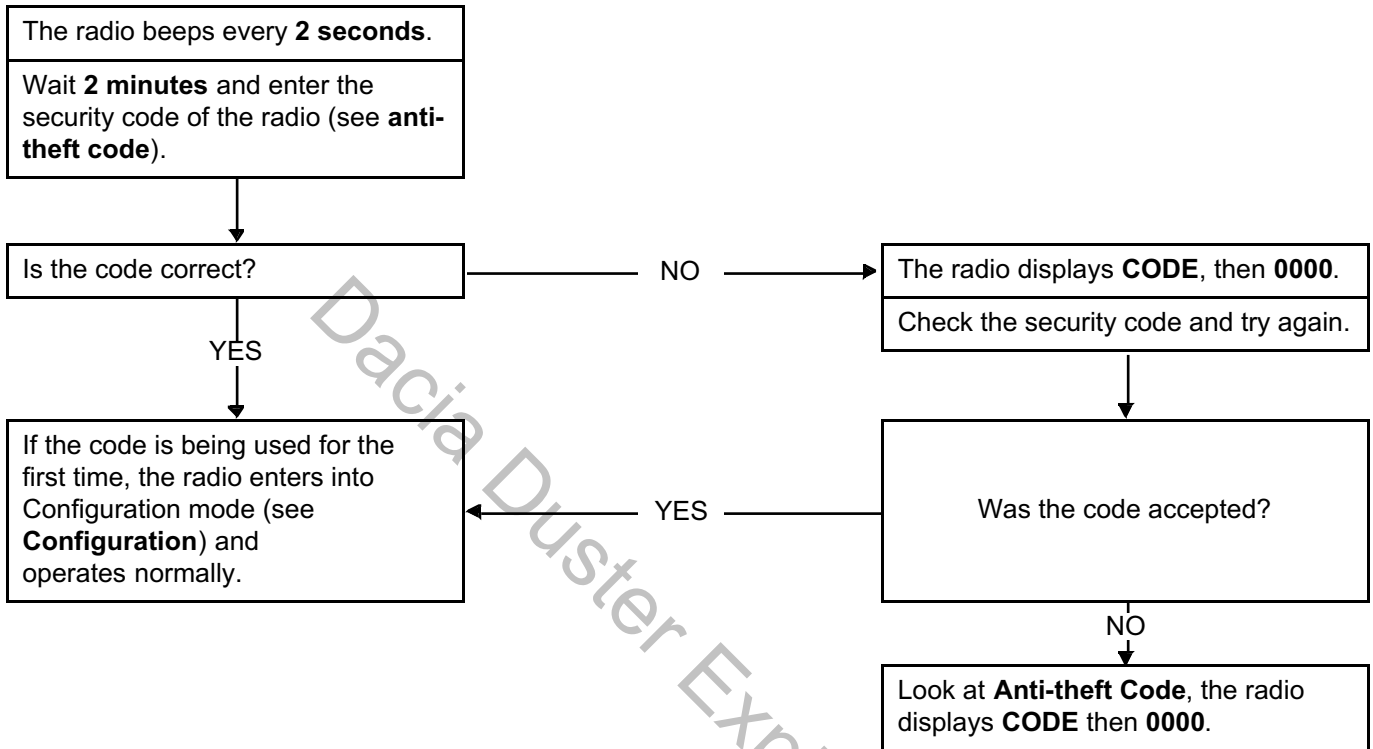 The radio beeps every 2 seconds.
Wait 2 minutes and enter the
security code of the radio (see anti-
theft code).
Is the code correct?
NO
The radio displays CODE, then 0000.
Check the security code and try again.
YES
If the code is being used for the
first time, the radio enters into
Configuration mode (see
Configuration) and
operates normally.
YES
Was the code accepted?
NO
Look at Anti-theft Code, the radio
displays CODE then 0000.
Dacia Duster